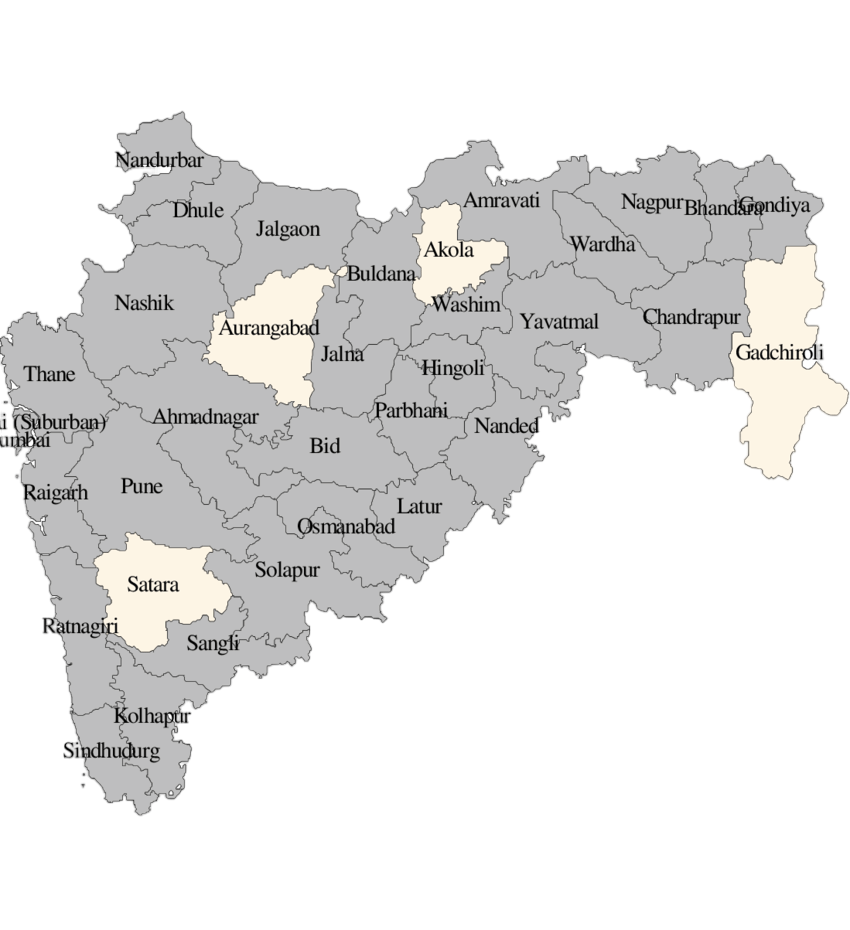 Nandurbar
Amravati
Nagpur
Bhandara
Gondiya
Dhule
Jalgaon
Wardha
Akola
Buldana
Nashik
Washim
Chandrapur
Yavatmal
Aurangabad
Jalna
Gadchiroli
Hingoli
Thane
Parbhani
Ahmadnagar
i (Suburban)
umbai
Nanded
Bid
Pune
Raigarh
Latur
Osmanabad
Solapur
Satara
Ratnagiri
Sangli
Kolhapur
Sindhudurg